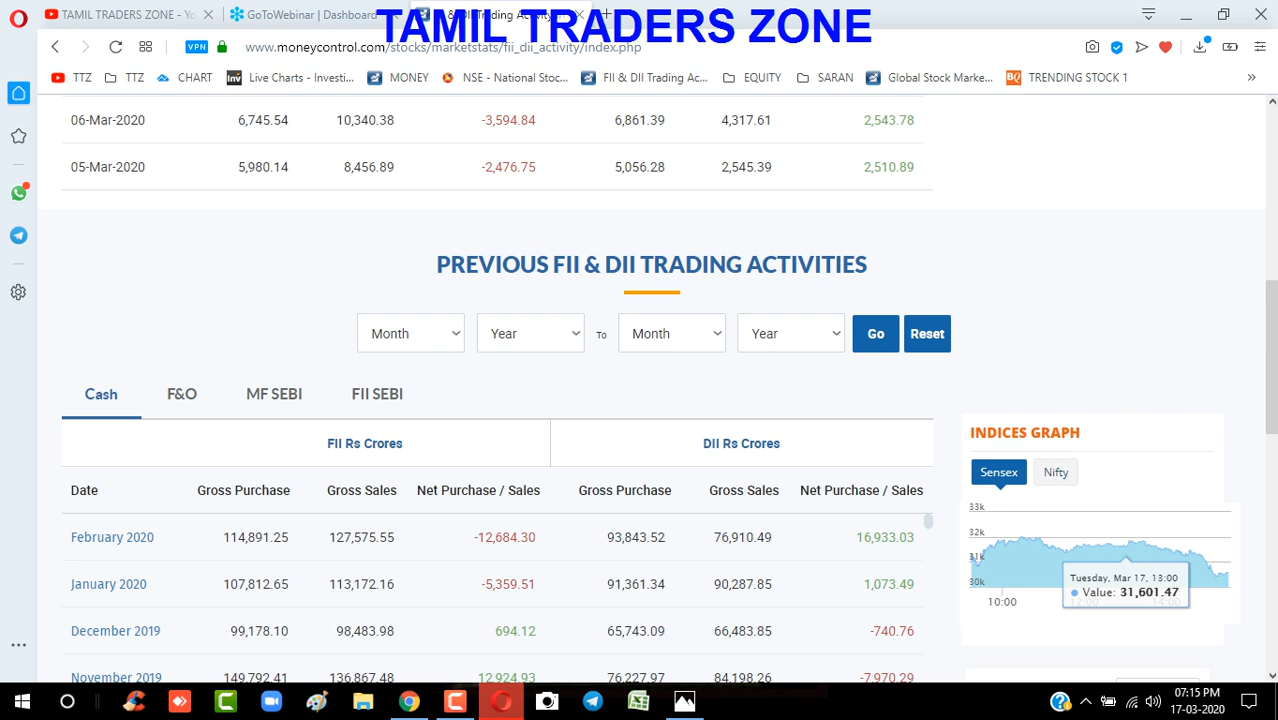 TAMIL TRADERS ZONE - Yo
GoToWebinar | Dashboard
& DII Trading Activity
TAMIL TRADERS ZONE
VPN
www.moneycontrol.com/stocks/marketstats/fii_dii_activity/index.php
TTZ
TTZ
CHART
Inv
Live Charts - Investi...
MONEY
NSE - National Stoc...
FII & DII Trading Ac...
EQUITY
SARAN
Global Stock Marke...
BQ
TRENDING STOCK 1
»
06-Mar-2020 6,745.54 10,340.38 -3,594.84 6,861.39 4,317.61 2,543.78
05-Mar-2020 5,980.14 8,456.89 -2,476.75 5,056.28 2,545.39 2,510.89
PREVIOUS FII & DII TRADING ACTIVITIES
Month Year To Month Year Go Reset
Cash F&O MF SEBI FII SEBI
FII Rs Crores DII Rs Crores
Date Gross Purchase Gross Sales Net Purchase / Sales Gross Purchase Gross Sales Net Purchase / Sales
February 2020 114,891.25 127,575.55 -12,684.30 93,843.52 76,910.49 16,933.03
January 2020 107,812.65 113,172.16 -5,359.51 91,361.34 90,287.85 1,073.49
December 2019 99,178.10 98,483.98 694.12 65,743.09 66,483.85 -740.76
November 2019 149,792.41 136,867.48 12,924.93 76,227.97 84,198.26 -7,970.29
INDICES GRAPH
Sensex Nifty
33k
32k
31k
30k
Tuesday, Mar 17, 13:00
Value: 31,601.47
10:00
07:15 PM
17-03-2020